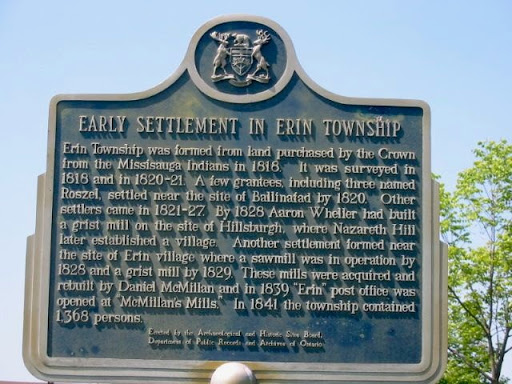 EARLY SETTLEMENT IN ERIN TOWNSHIP
Erin Township was formed from land purchased by the Crown
from the Missisauga Indians in 1818. It was surveyed in
1818 and in 1820-21. A few grantees, including three named
Roszel, settled near the site of Ballinafad by 1820. Other
settlers came in 1821-27. By 1828 Aaron Wheller had built
a grist mill on the site of Hillsburgh, where Nazareth Hill
later established a village. Another settlement formed near
the site of Erin village where a sawmill was in operation by
1828 and a grist mill by 1829. These mills were acquired and
rebuilt by Daniel McMillan and in 1839 "Erin" post office was
opened at "McMillan's Mills." In 1841 the township contained
1,368 persons.
Erected by the Archaeological and Historic Sites Board,
Department of Public Records and Archives of Ontario.